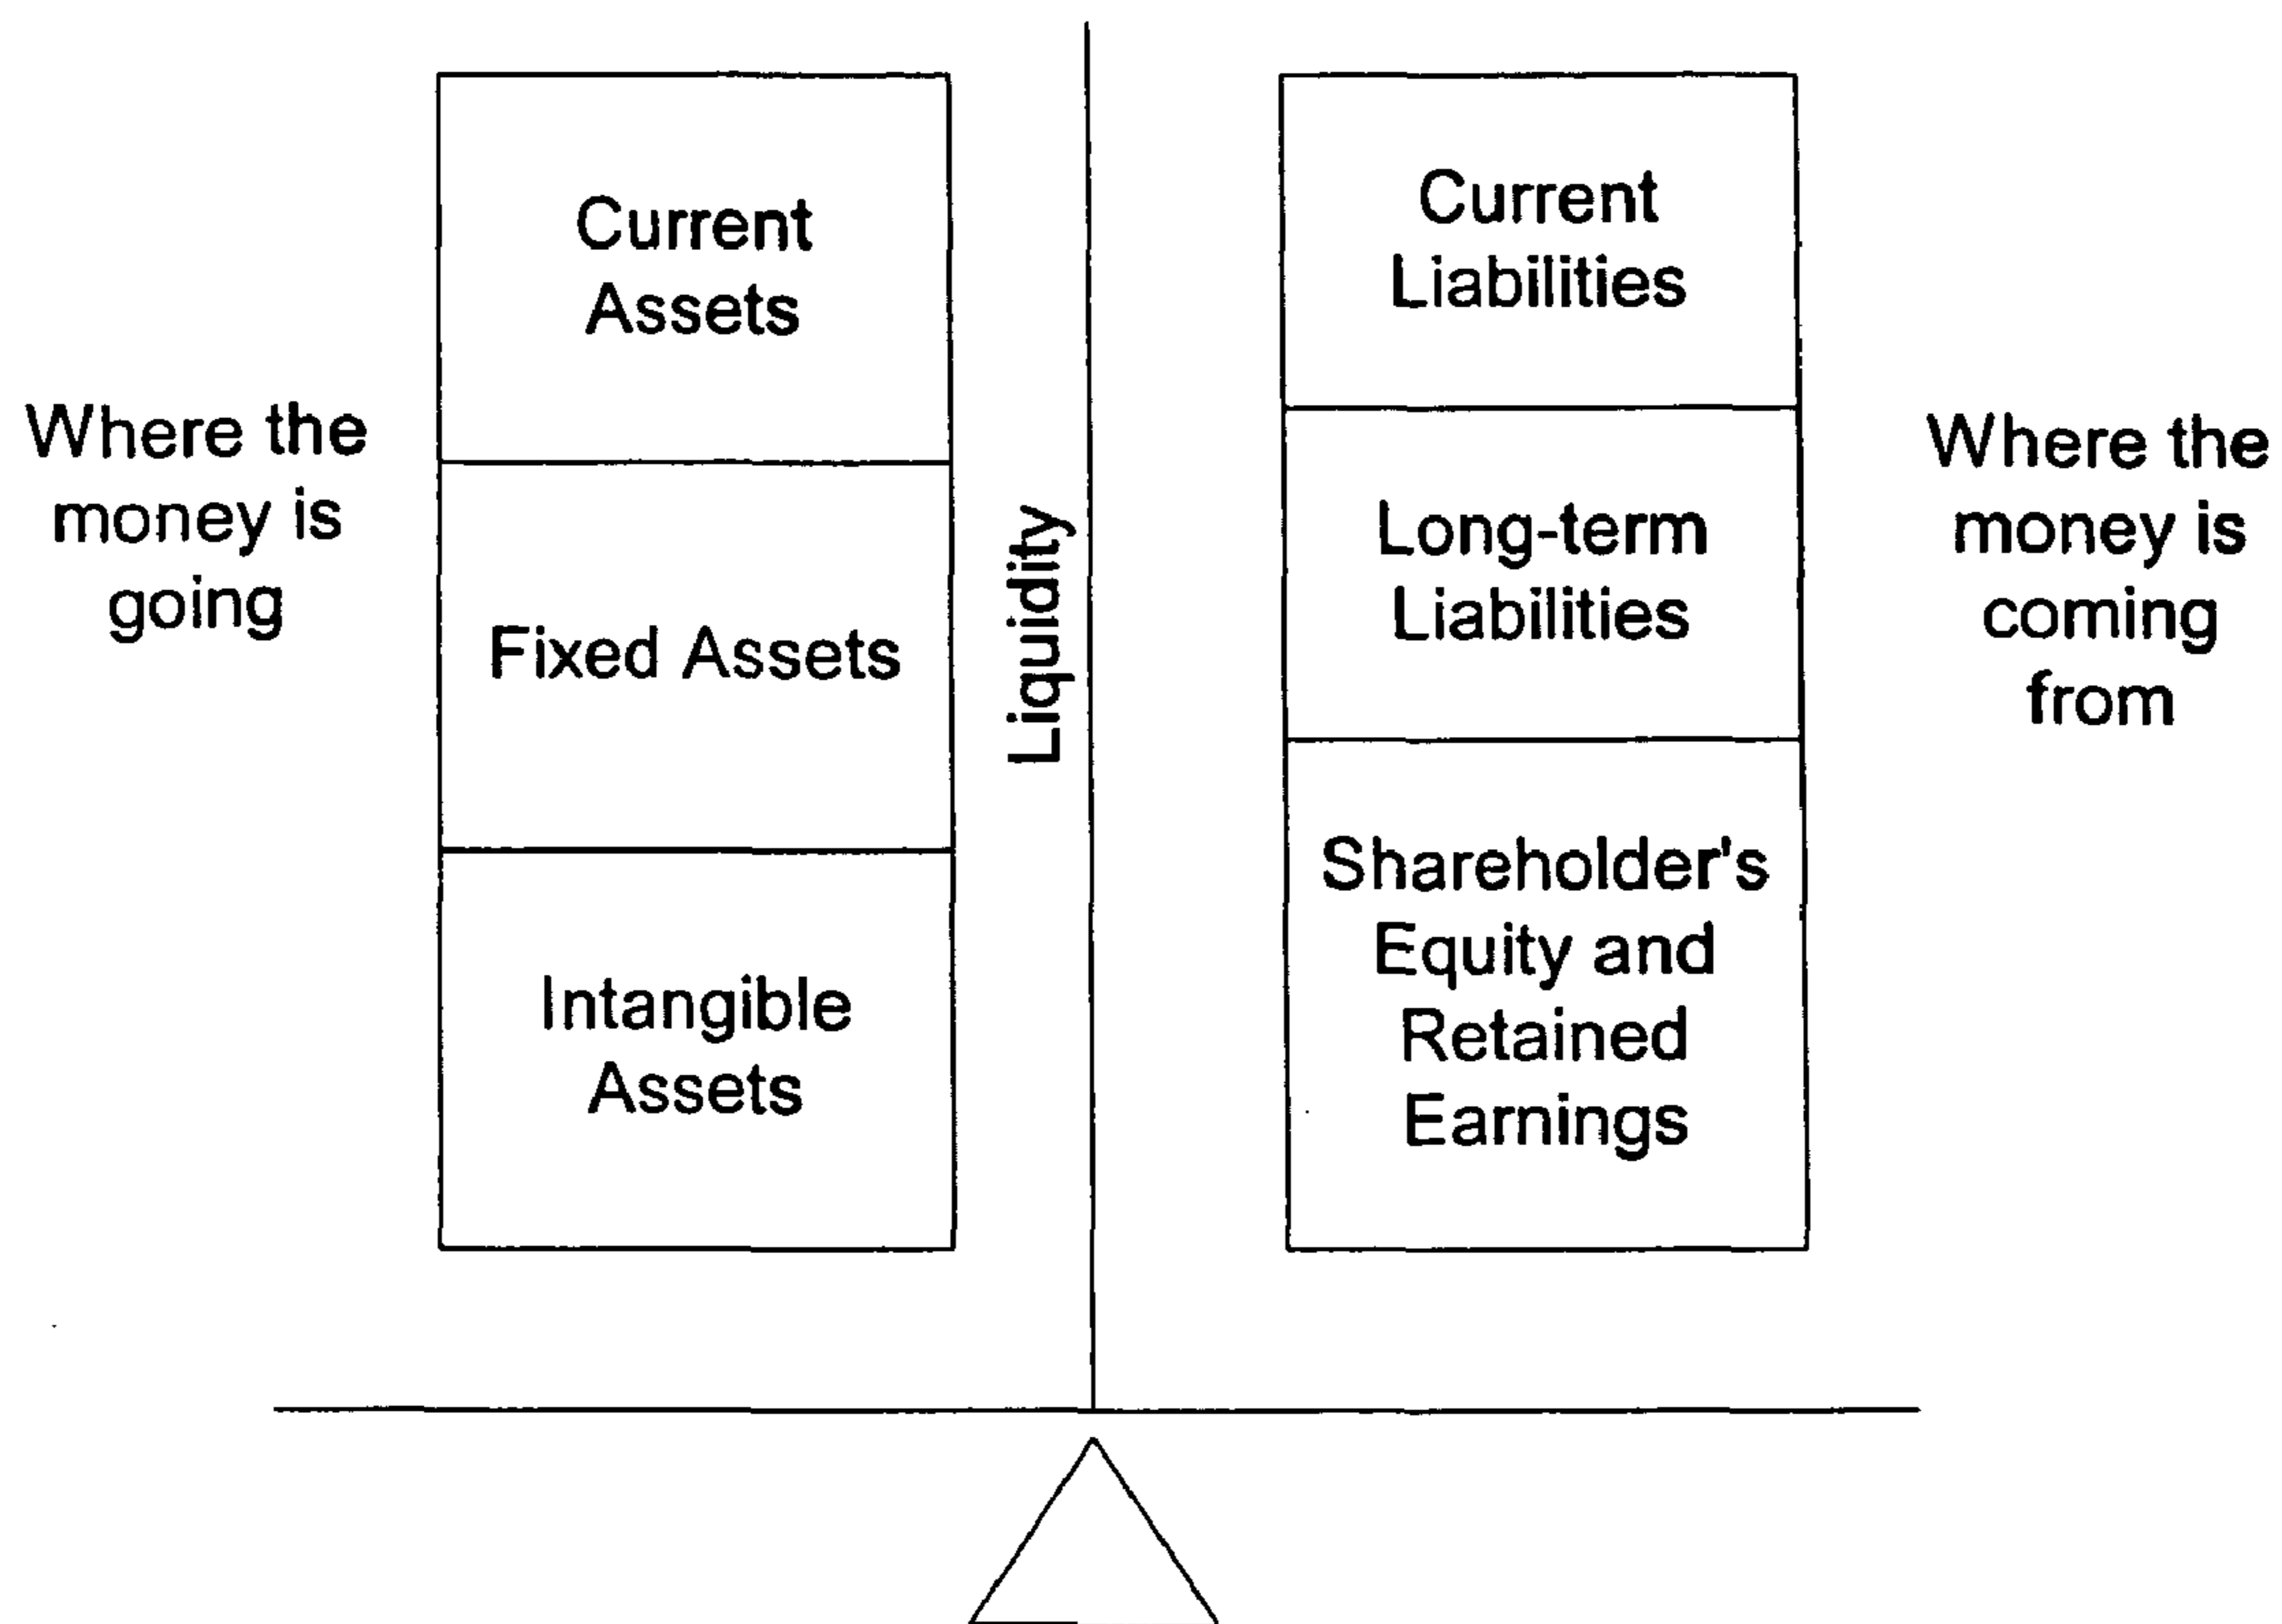 Where the
money is
going
Current
Assets
Fixed Assets
Intangible
Assets
Liquidity
Current
Liabilities
Long-term
Liabilities
Shareholder's
Equity and
Retained
Earnings
Where the
money is
coming
from